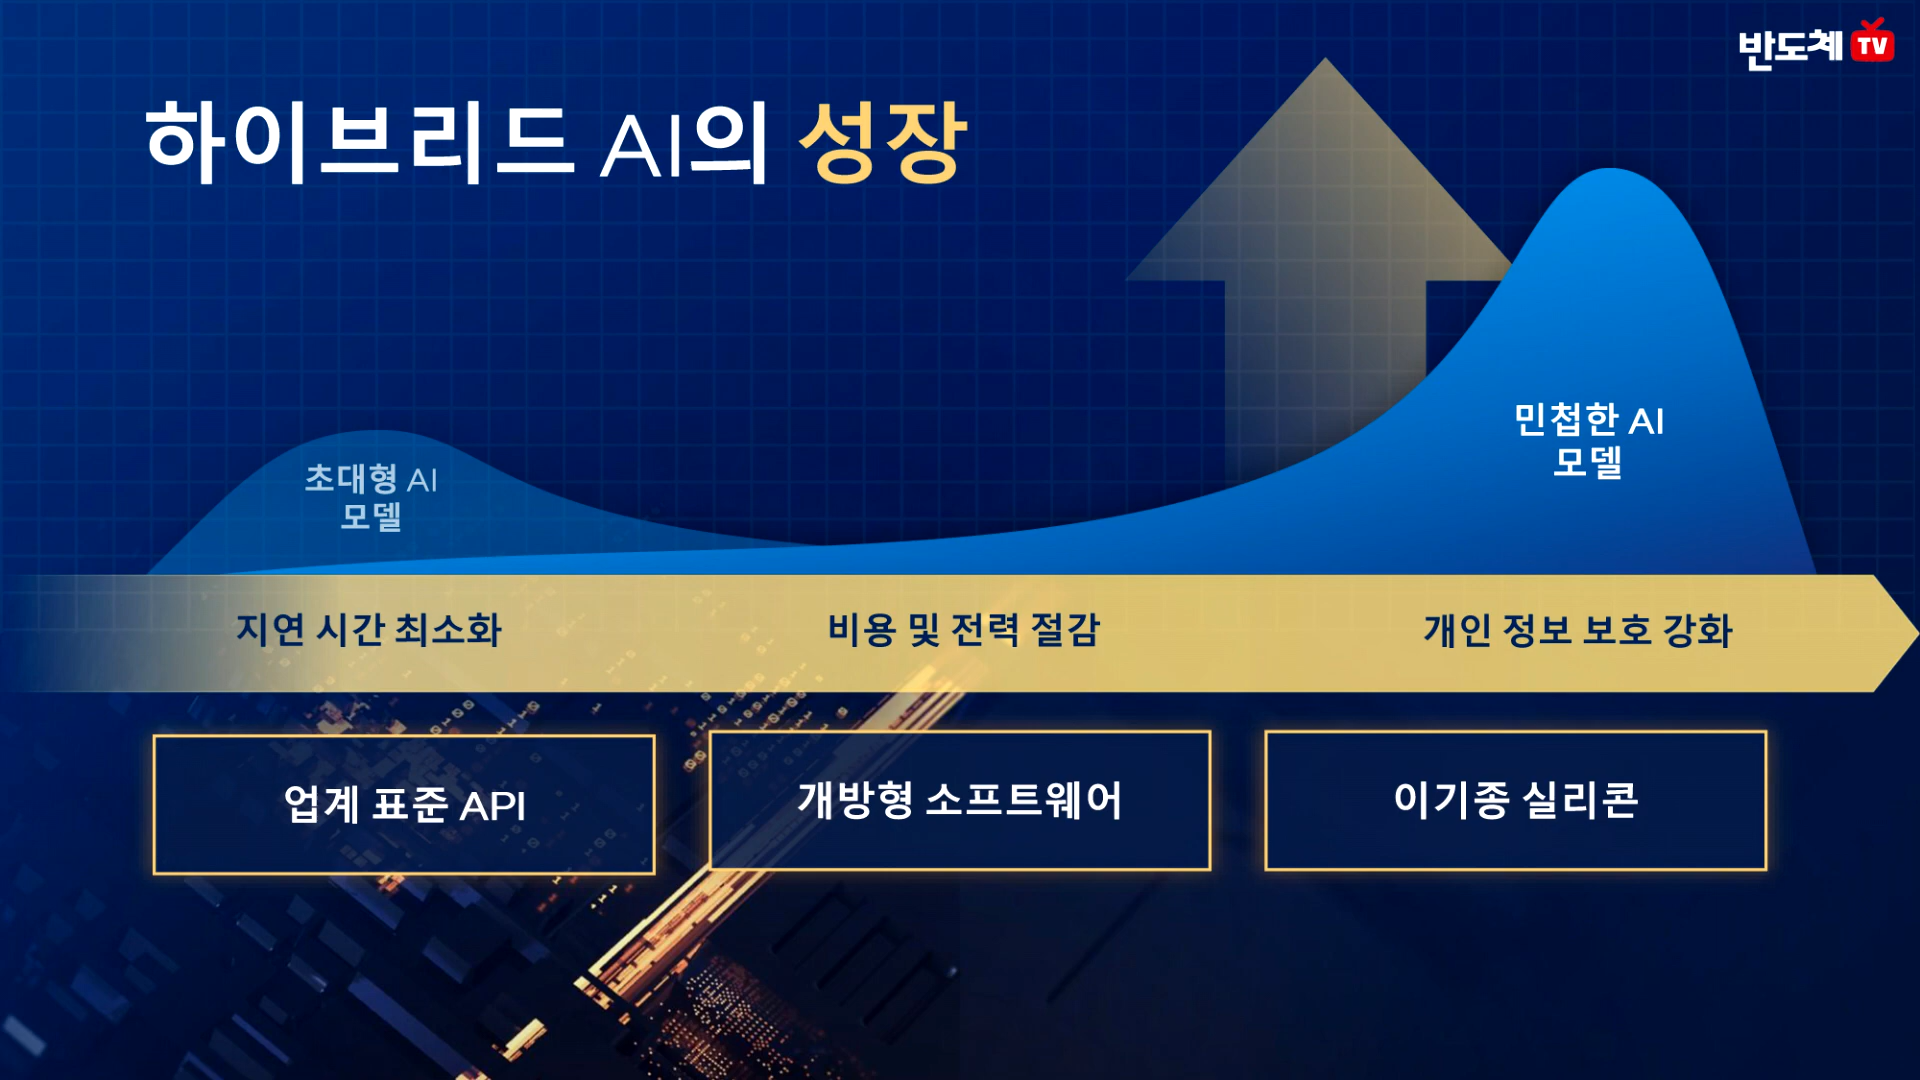 반도체 TV
하이브리드 AI의 성장
초대형 AI
모델
민첩한 AI
모델
지연 시간 최소화
비용 및 전력 절감
개인 정보 보호 강화
업계 표준 API
개방형 소프트웨어
이기종 실리콘